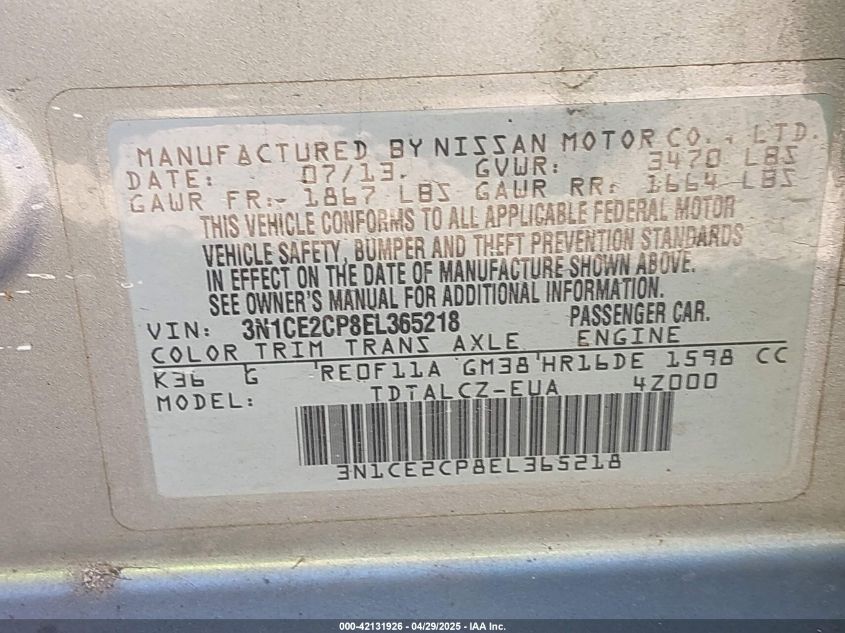 MANUFACTURED BY NISSAN MOTOR CO., LTD.
DATE: 07/13. GVWR: 3470 LBS
GAWR FR:- 1867 LBS GAWR RR: 1664 LBS
THIS VEHICLE CONFORMS TO ALL APPLICABLE FEDERAL MOTOR
VEHICLE SAFETY, BUMPER AND THEFT PREVENTION STANDARDS
IN EFFECT ON THE DATE OF MANUFACTURE SHOWN ABOVE.
SEE OWNER'S MANUAL FOR ADDITIONAL INFORMATION.
VIN: 3N1CE2CP8EL365218 PASSENGER CAR.
COLOR TRIM TRANS AXLE ENGINE
K36 G RE0F11A GM38 HR16DE 1598 CC
MODEL: TDTALCZ-EUA 4Z000
3N1CE2CP8EL365218
000-42131926 - 04/29/2025 - IAA Inc.